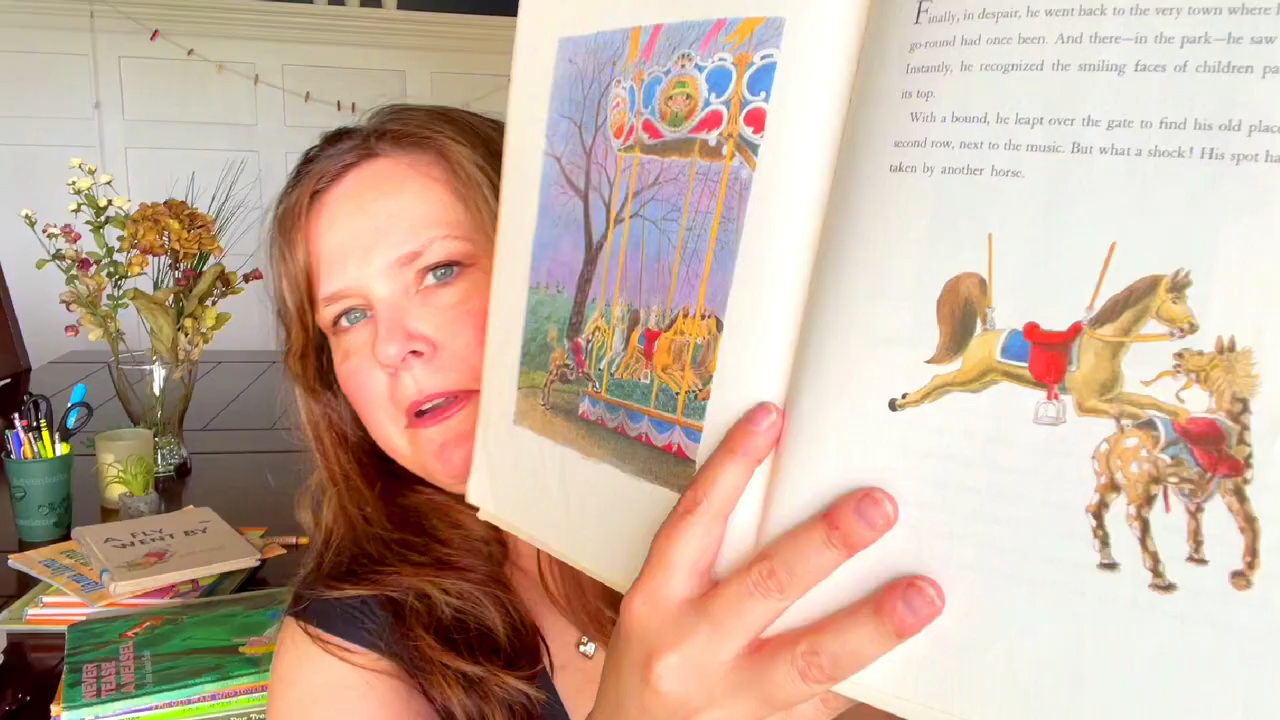 Finally, in despair, he went back to the very town where
go-round had once been. And there—in the park—he saw
Instantly, he recognized the smiling faces of children
its top.
With a bound, he leapt over the gate to find his old
second row, next to the music. But what a shock! His spot
taken by another horse.
A FLY
WENT BY
NEVER
TEASE
A WEASEL